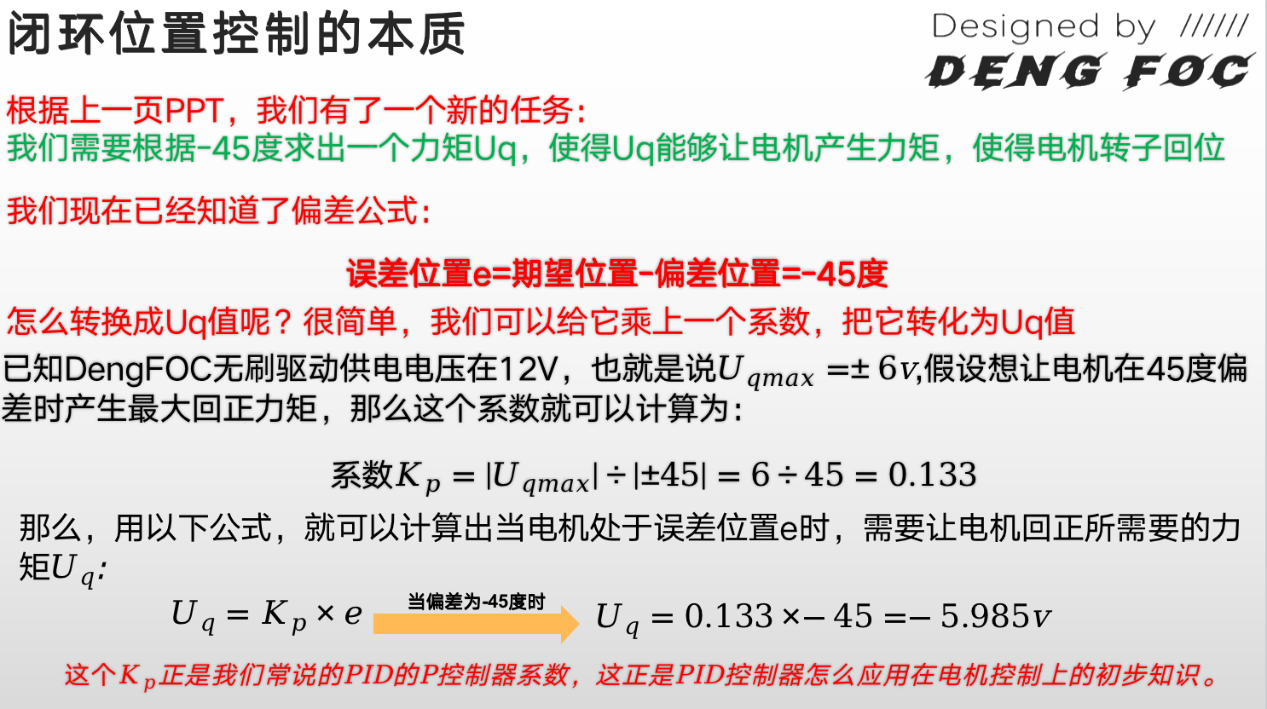 闭环位置控制的本质
Designed by //////
DENG FOC
根据上一页PPT，我们有了一个新的任务：
我们需要根据-45度求出一个力矩Uq，使得Uq能够让电机产生力矩，使得电机转子回位
我们现在已经知道了偏差公式：
误差位置e=期望位置-偏差位置=-45度
怎么转换成Uq值呢？很简单，我们可以给它乘上一个系数，把它转化为Uq值
已知DengFOC无刷驱动供电电压在12V，也就是说U_{qmax} =± 6v,假设想让电机在45度偏
差时产生最大回正力矩，那么这个系数就可以计算为：
系数K_p = |U_{qmax}| ÷ |±45| = 6 ÷ 45 = 0.133
那么，用以下公式，就可以计算出当电机处于误差位置e时，需要让电机回正所需要的力
矩U_q:
U_q = K_p × e
当偏差为-45度时
U_q = 0.133 ×− 45 =− 5.985v
这个K_p正是我们常说的PID的P控制器系数，这正是PID控制器怎么应用在电机控制上的初步知识。